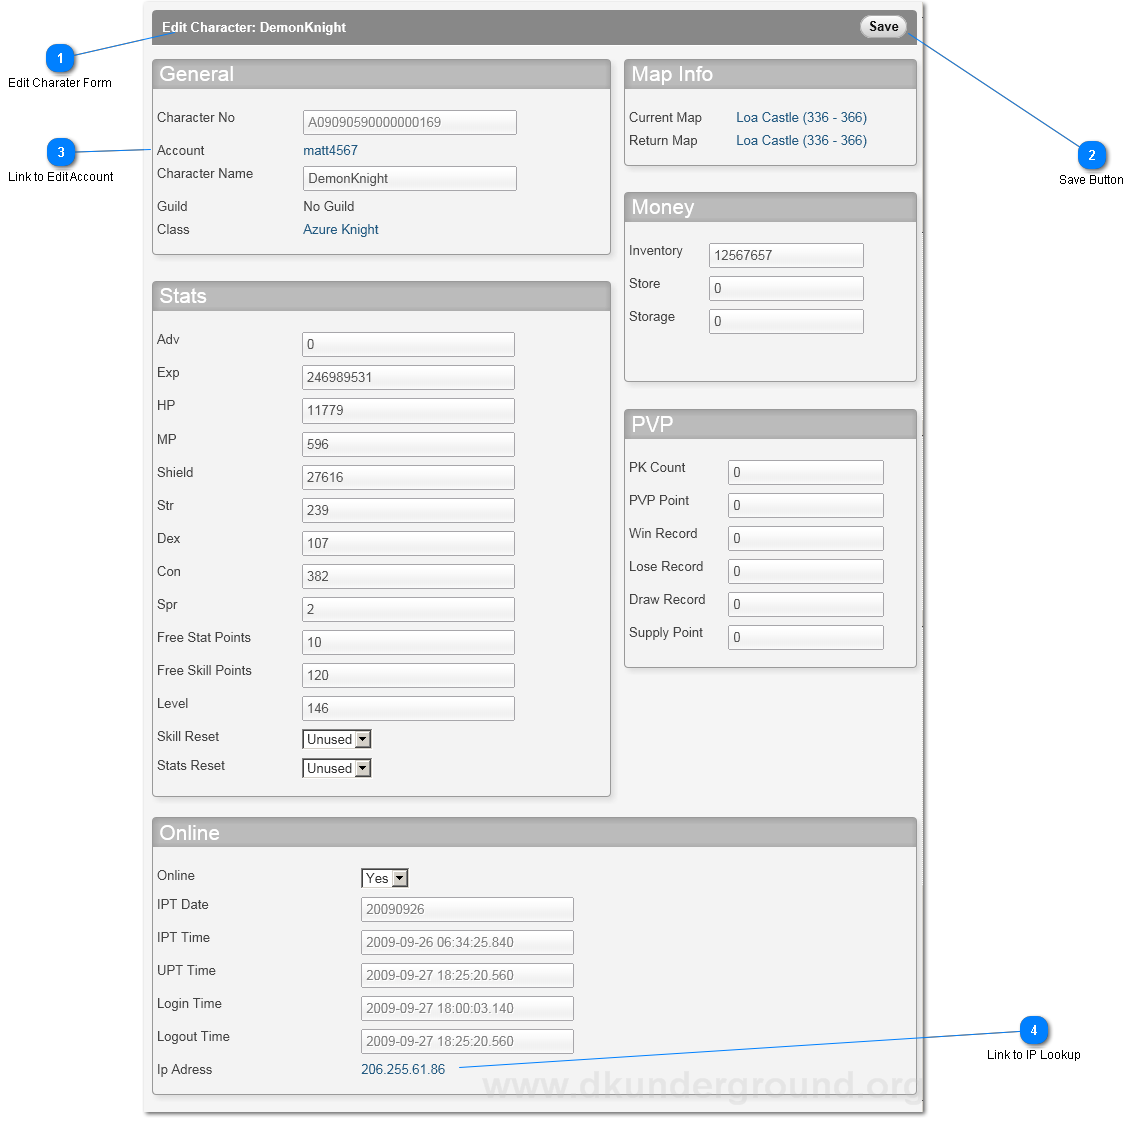 Edit Character: DemonKnight
Save
1
Edit Charater Form
General
Character No A09090590000000169
3
Link to Edit Account
Account matt4567
Character Name DemonKnight
Guild No Guild
Class Azure Knight
Map Info
Current Map Loa Castle (336 - 366)
Return Map Loa Castle (336 - 366)
2
Save Button
Money
Inventory 12567657
Store 0
Storage 0
Stats
Adv 0
Exp 246989531
HP 11779
MP 596
Shield 27616
Str 239
Dex 107
Con 382
Spr 2
Free Stat Points 10
Free Skill Points 120
Level 146
Skill Reset Unused
Stats Reset Unused
PVP
PK Count 0
PVP Point 0
Win Record 0
Lose Record 0
Draw Record 0
Supply Point 0
Online
Online Yes
IPT Date 20090926
IPT Time 2009-09-26 06:34:25.840
UPT Time 2009-09-27 18:25:20.560
Login Time 2009-09-27 18:00:03.140
Logout Time 2009-09-27 18:25:20.560
Ip Adress 206.255.61.86
4
Link to IP Lookup
www.dkunderground.org